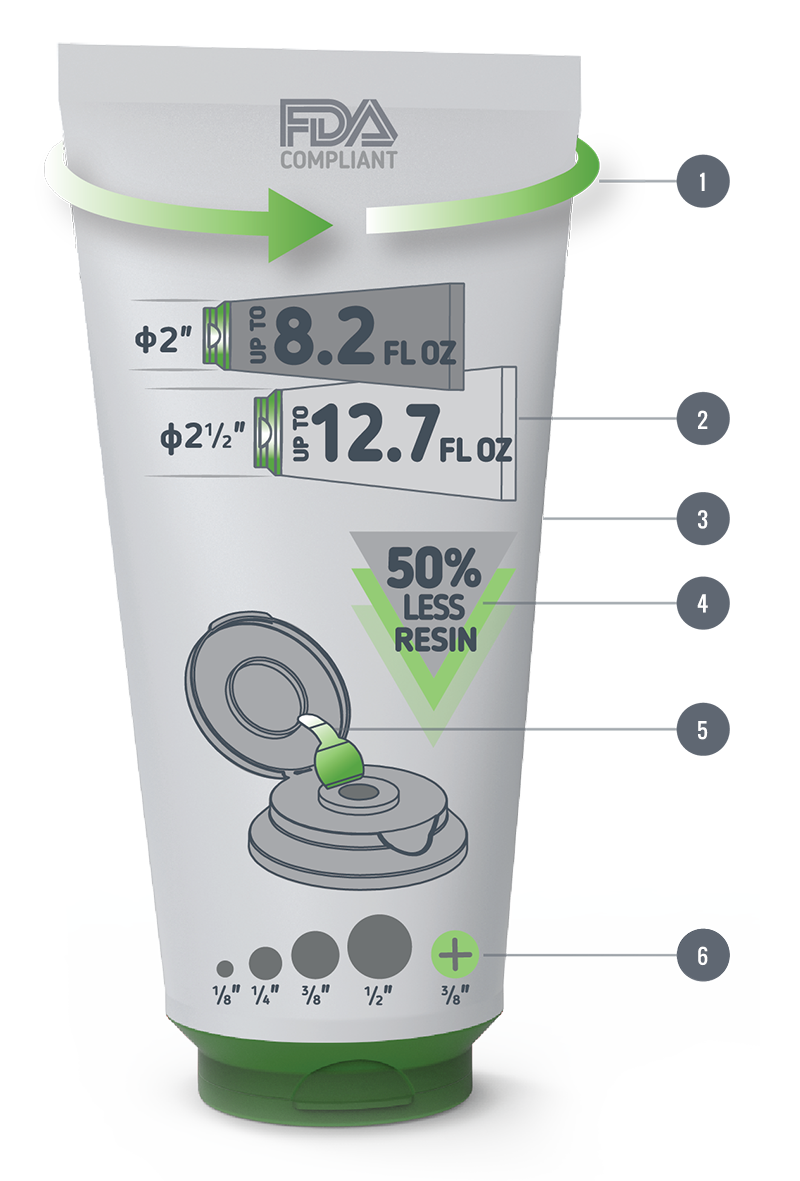 FDA
COMPLIANT
1
ϕ2″
UP TO
8.2 FL OZ
2
ϕ2½″
UP TO
12.7 FL OZ
3
50%
LESS
RESIN
4
5
6
⅛″ ¼″ ⅜″ ½″ ⅜″